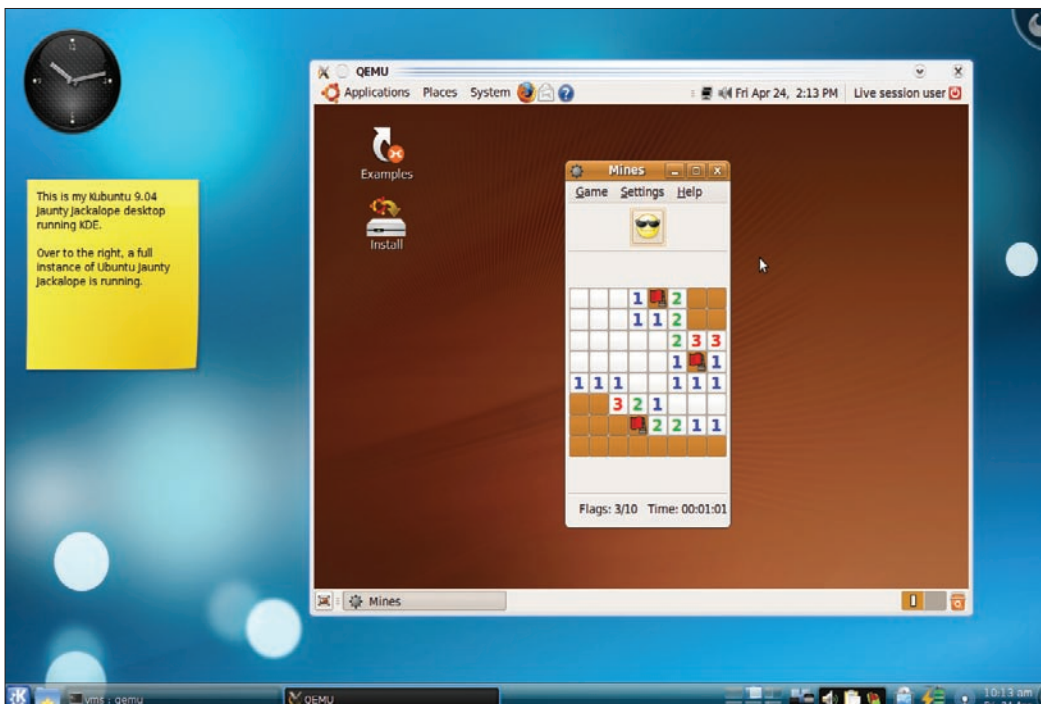 QEMU
Applications Places System
Fri Apr 24, 2:13 PM
Live session user
This is my Kubuntu 9.04
Jaunty Jackalope desktop
running KDE.
Over to the right, a full
instance of Ubuntu Jaunty
Jackalope is running.
Examples
Install
Mines
Game Settings Help
1 2
1 1 2
2 3 3
1 1
1 1 1 1 1 1
3 2 1
2 2 1 1
Flags: 3/10 Time: 00:01:01
Mines
vms : qemu
QEMU
10:13 am